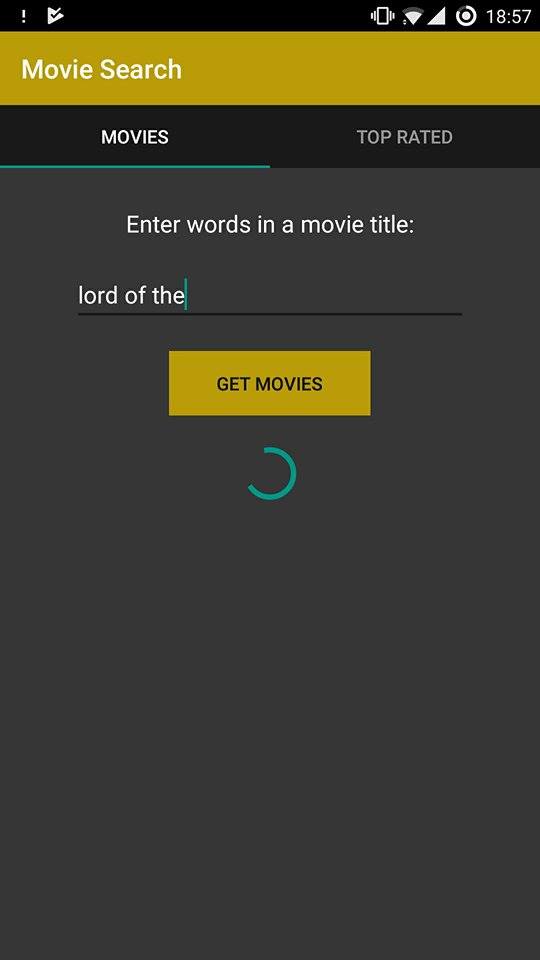 18:57
Movie Search
MOVIES
TOP RATED
Enter words in a movie title:
lord of the
GET MOVIES